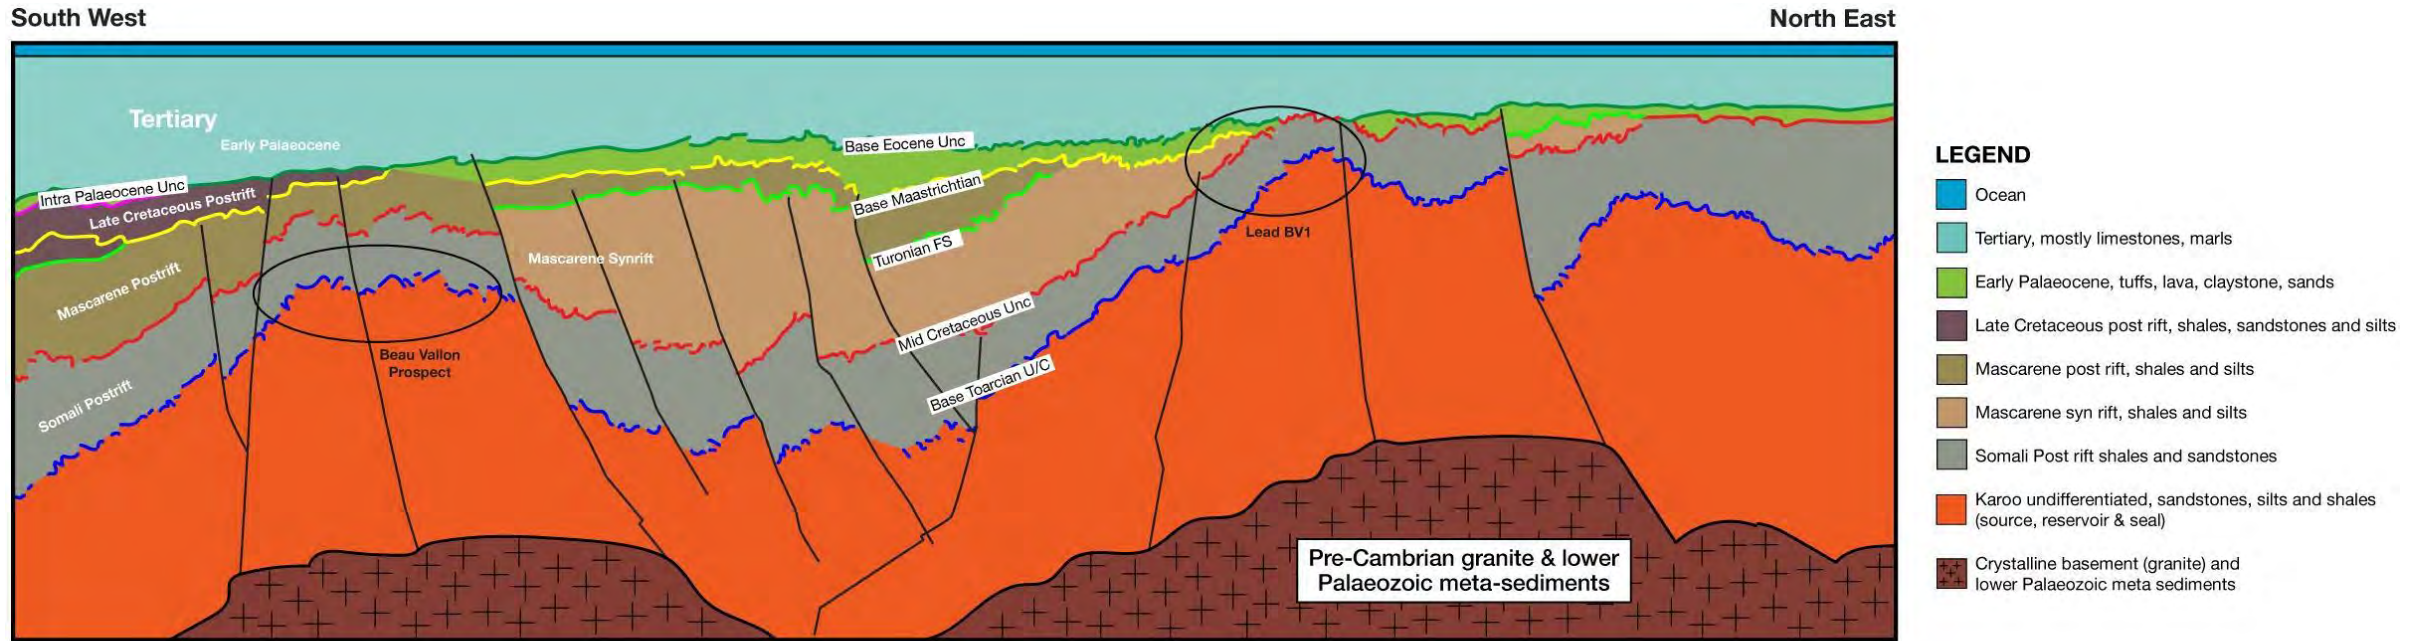 South West
North East
Tertiary
Early Palaeocene
Base Eocene Unc
Intra Palaeocene Unc
Late Cretaceous Postrift
Base Maastrichtian
Turonian FS
Mascarene Postrift
Mascarene Synrift
Lead BV1
Mid Cretaceous Unc
Beau Vallon
Prospect
Base Toarcian U/C
Somali Postrift
Pre-Cambrian granite & lower
Palaeozoic meta-sediments
LEGEND
Ocean
Tertiary, mostly limestones, marls
Early Palaeocene, tuffs, lava, claystone, sands
Late Cretaceous post rift, shales, sandstones and silts
Mascarene post rift, shales and silts
Mascarene syn rift, shales and silts
Somali Post rift shales and sandstones
Karoo undifferentiated, sandstones, silts and shales
(source, reservoir & seal)
Crystalline basement (granite) and
lower Palaeozoic meta sediments